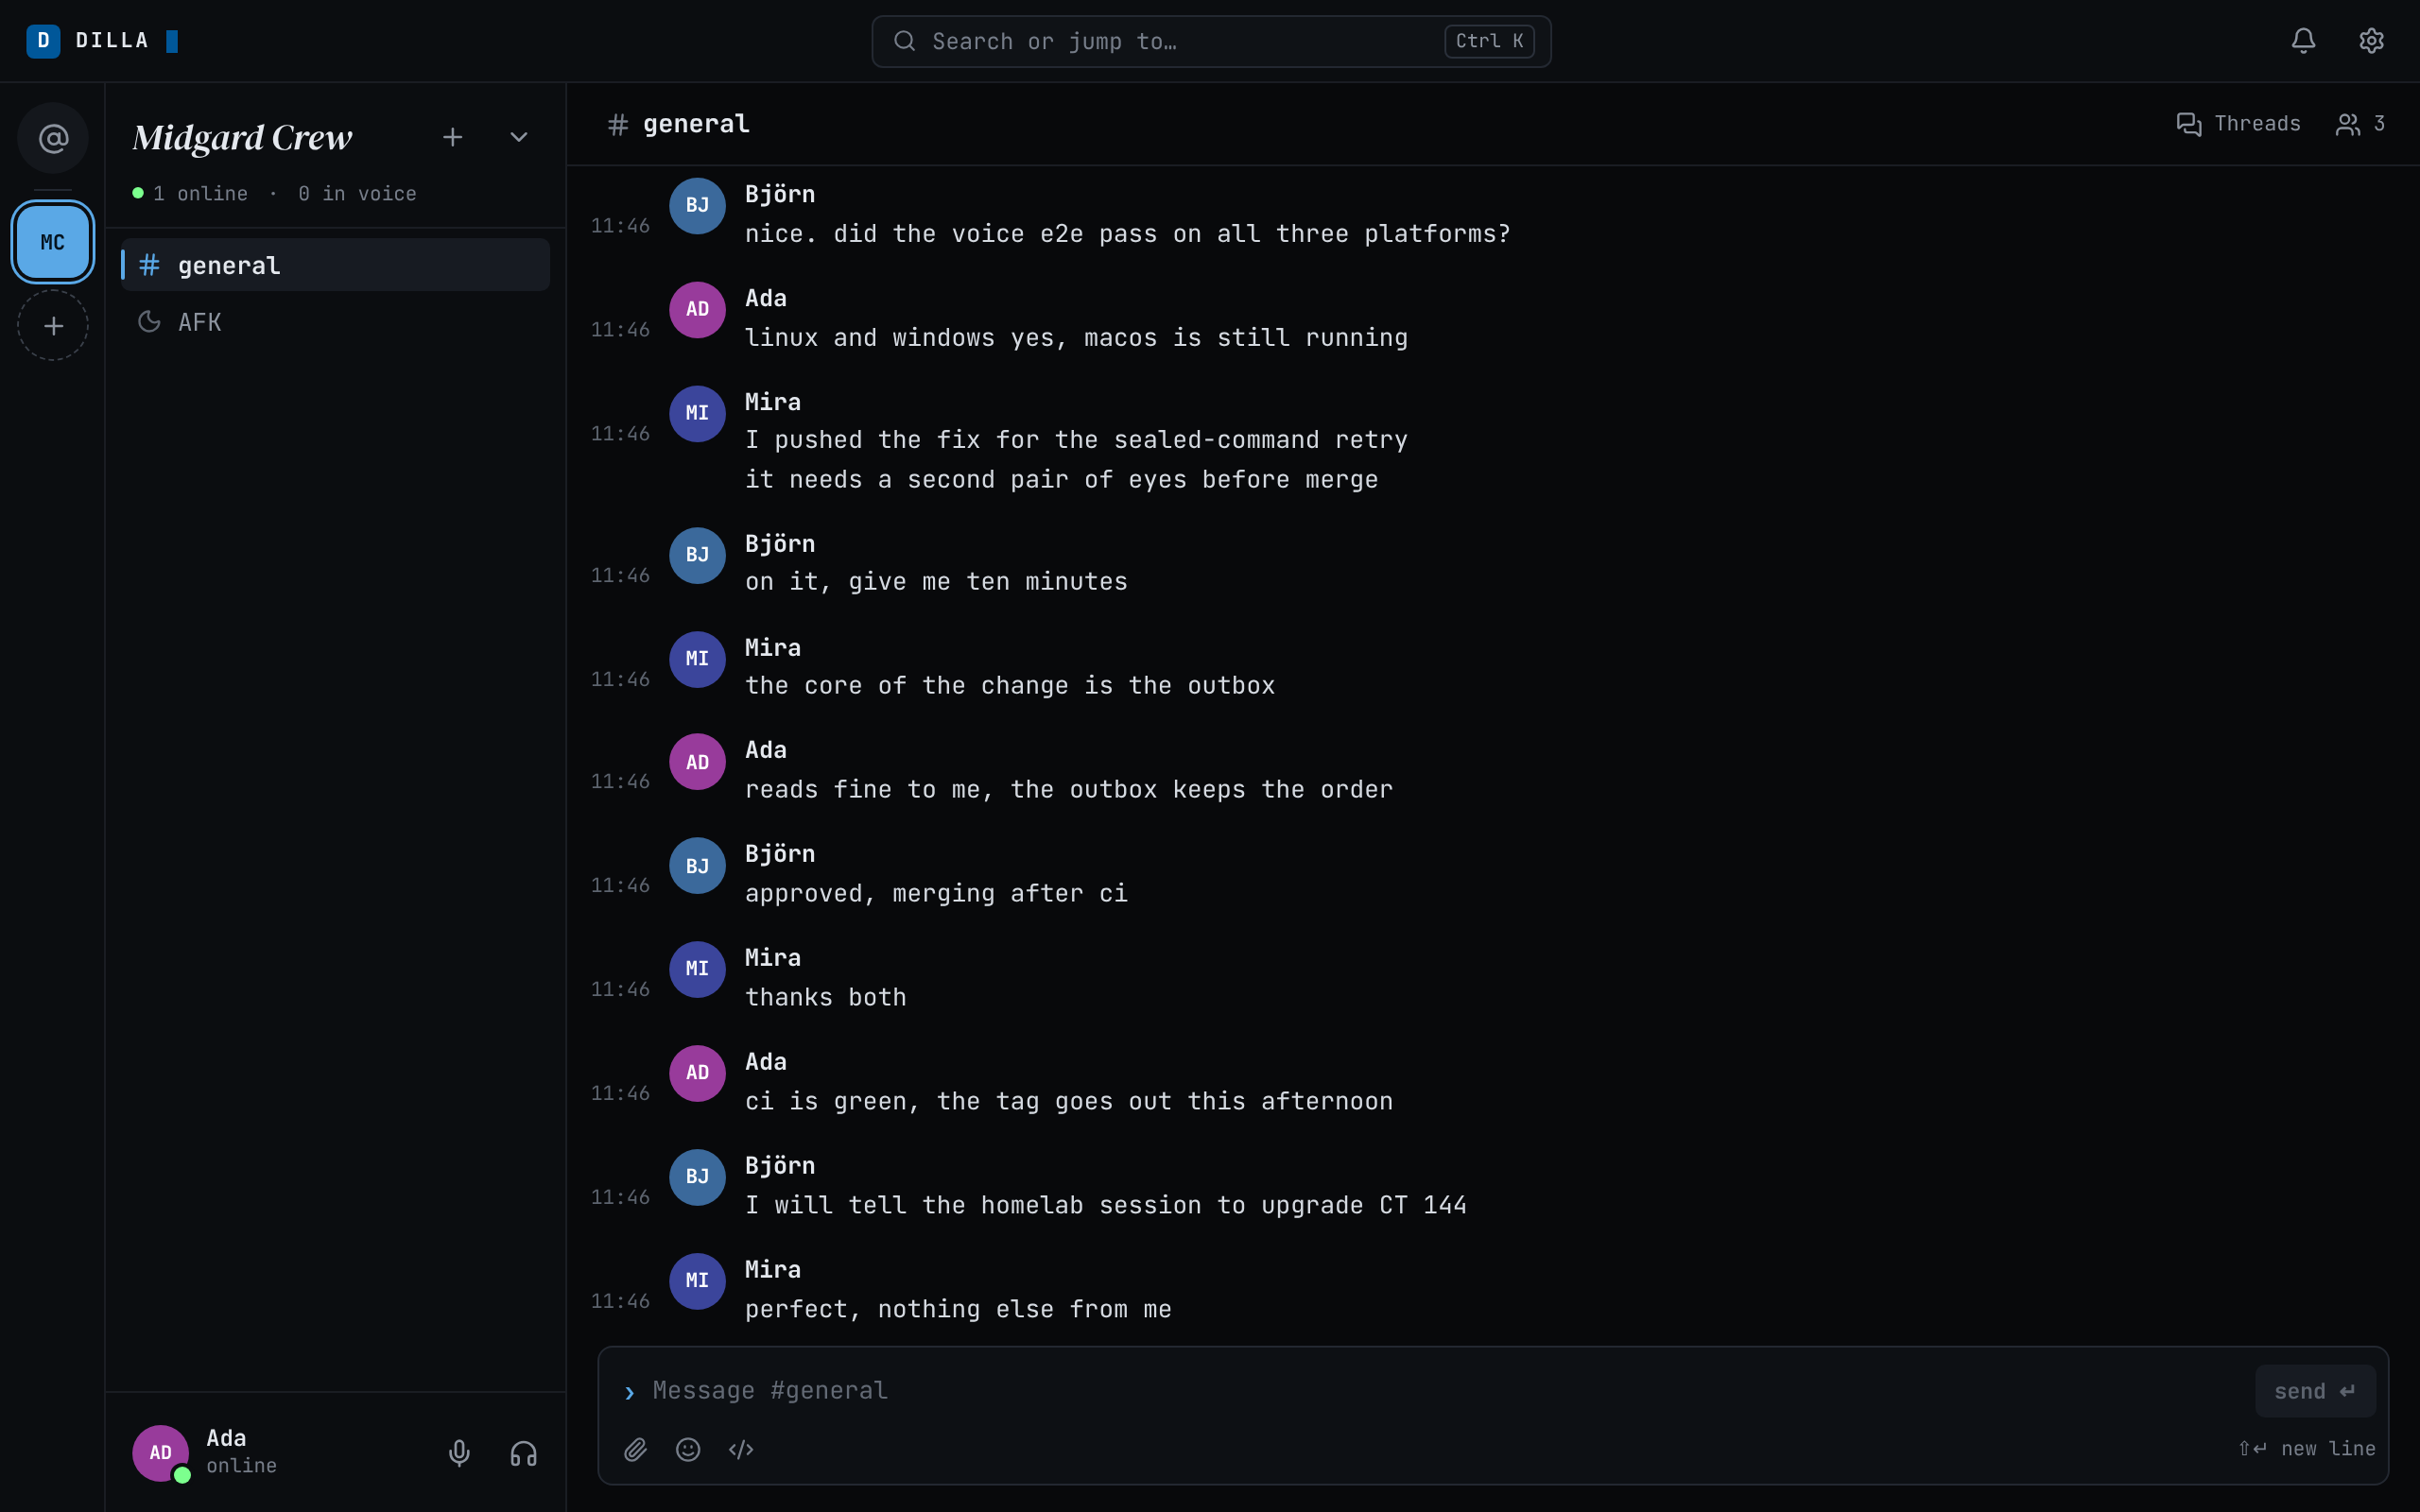 D DILLA
Search or jump to…
Ctrl K
@
Midgard Crew
1 online · 0 in voice
MC
# general
AFK
# general
Threads
3
Björn
11:46
BJ
nice. did the voice e2e pass on all three platforms?
Ada
11:46
AD
linux and windows yes, macos is still running
Mira
11:46
MI
I pushed the fix for the sealed-command retry
it needs a second pair of eyes before merge
Björn
11:46
BJ
on it, give me ten minutes
Mira
11:46
MI
the core of the change is the outbox
Ada
11:46
AD
reads fine to me, the outbox keeps the order
Björn
11:46
BJ
approved, merging after ci
Mira
11:46
MI
thanks both
Ada
11:46
AD
ci is green, the tag goes out this afternoon
Björn
11:46
BJ
I will tell the homelab session to upgrade CT 144
Mira
11:46
MI
perfect, nothing else from me
› Message #general
send ↵
⇧↵ new line
AD
Ada
online